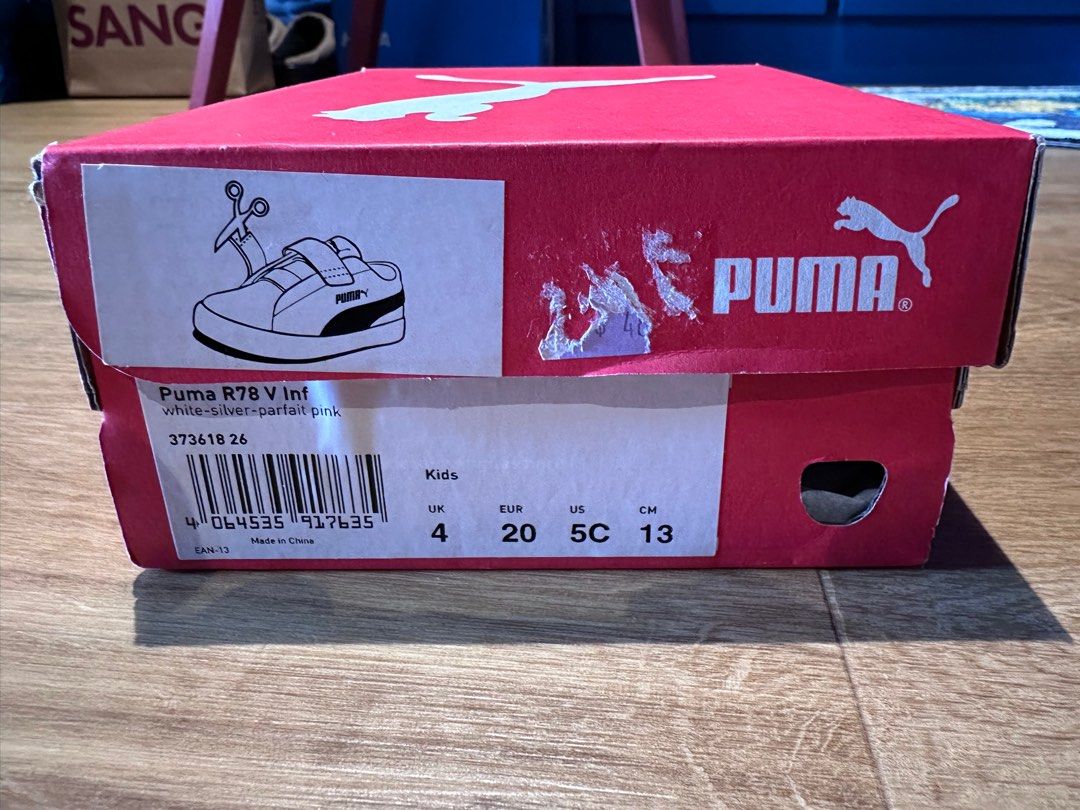 SANG
PUMA
PUMA®
$ 4
Puma R78 V Inf
white-silver-parfait pink
373618 26
4 064535 917635
EAN-13
Made in China
Kids
UK EUR US CM
4 20 5C 13